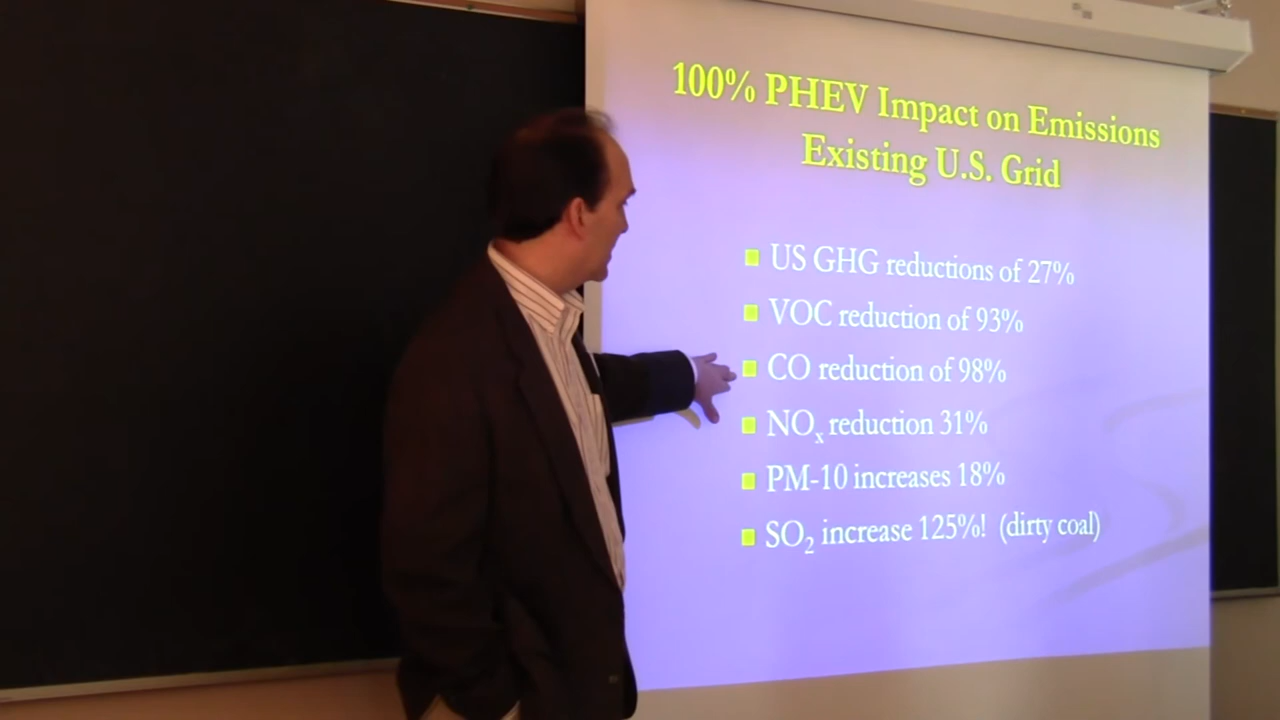 100% PHEV Impact on Emissions
Existing U.S. Grid
US GHG reductions of 27%
VOC reduction of 93%
CO reduction of 98%
NOx reduction 31%
PM-10 increases 18%
SO2 increase 125%! (dirty coal)